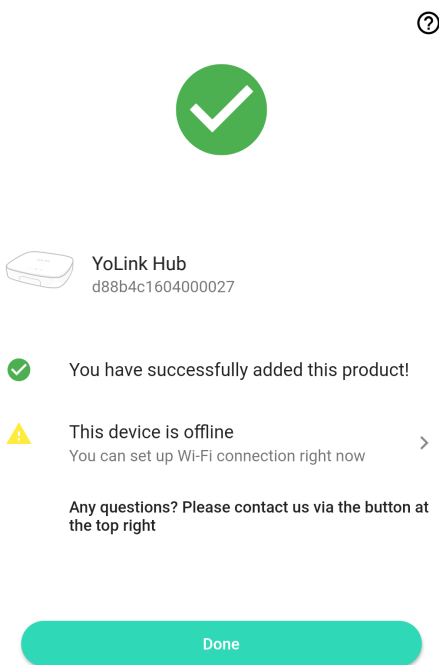 YoLink Hub
d88b4c1604000027
You have successfully added this product!
This device is offline
You can set up Wi-Fi connection right now
Any questions? Please contact us via the button at
the top right
Done